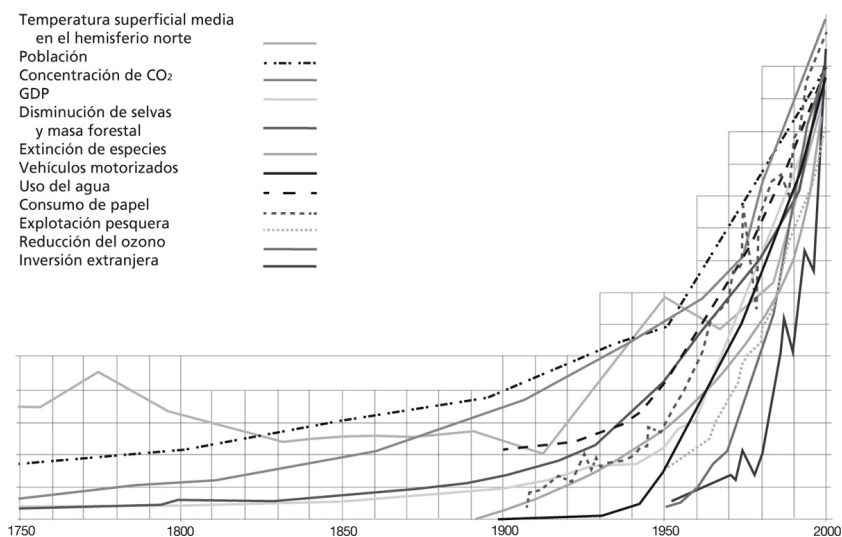 Temperatura superficial media
en el hemisferio norte
Población
Concentración de CO₂
GDP
Disminución de selvas
y masa forestal
Extinción de especies
Vehículos motorizados
Uso del agua
Consumo de papel
Explotación pesquera
Reducción del ozono
Inversión extranjera
1750 1800 1850 1900 1950 2000